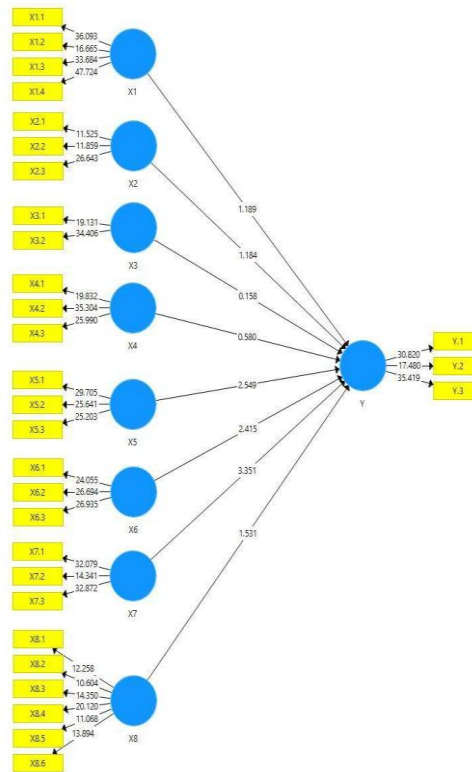 X1.1
36.093
X1.2
16.665
X1.3
33.684
X1.4
47.724
X1
X2.1
11.525
X2.2
11.859
X2.3
26.643
X2
X3.1
19.131
X3.2
34.406
X3
X4.1
19.832
X4.2
35.304
X4.3
25.990
X4
X5.1
29.705
X5.2
25.641
X5.3
25.203
X5
X6.1
24.055
X6.2
26.694
X6.3
26.935
X6
X7.1
32.079
X7.2
14.341
X7.3
32.872
X7
X8.1
12.258
X8.2
10.604
X8.3
14.350
X8.4
20.120
X8.5
11.068
X8.6
13.894
X8
1.189
1.184
0.158
0.580
2.549
2.415
3.351
1.531
Y
30.820
Y.1
17.480
Y.2
35.419
Y.3